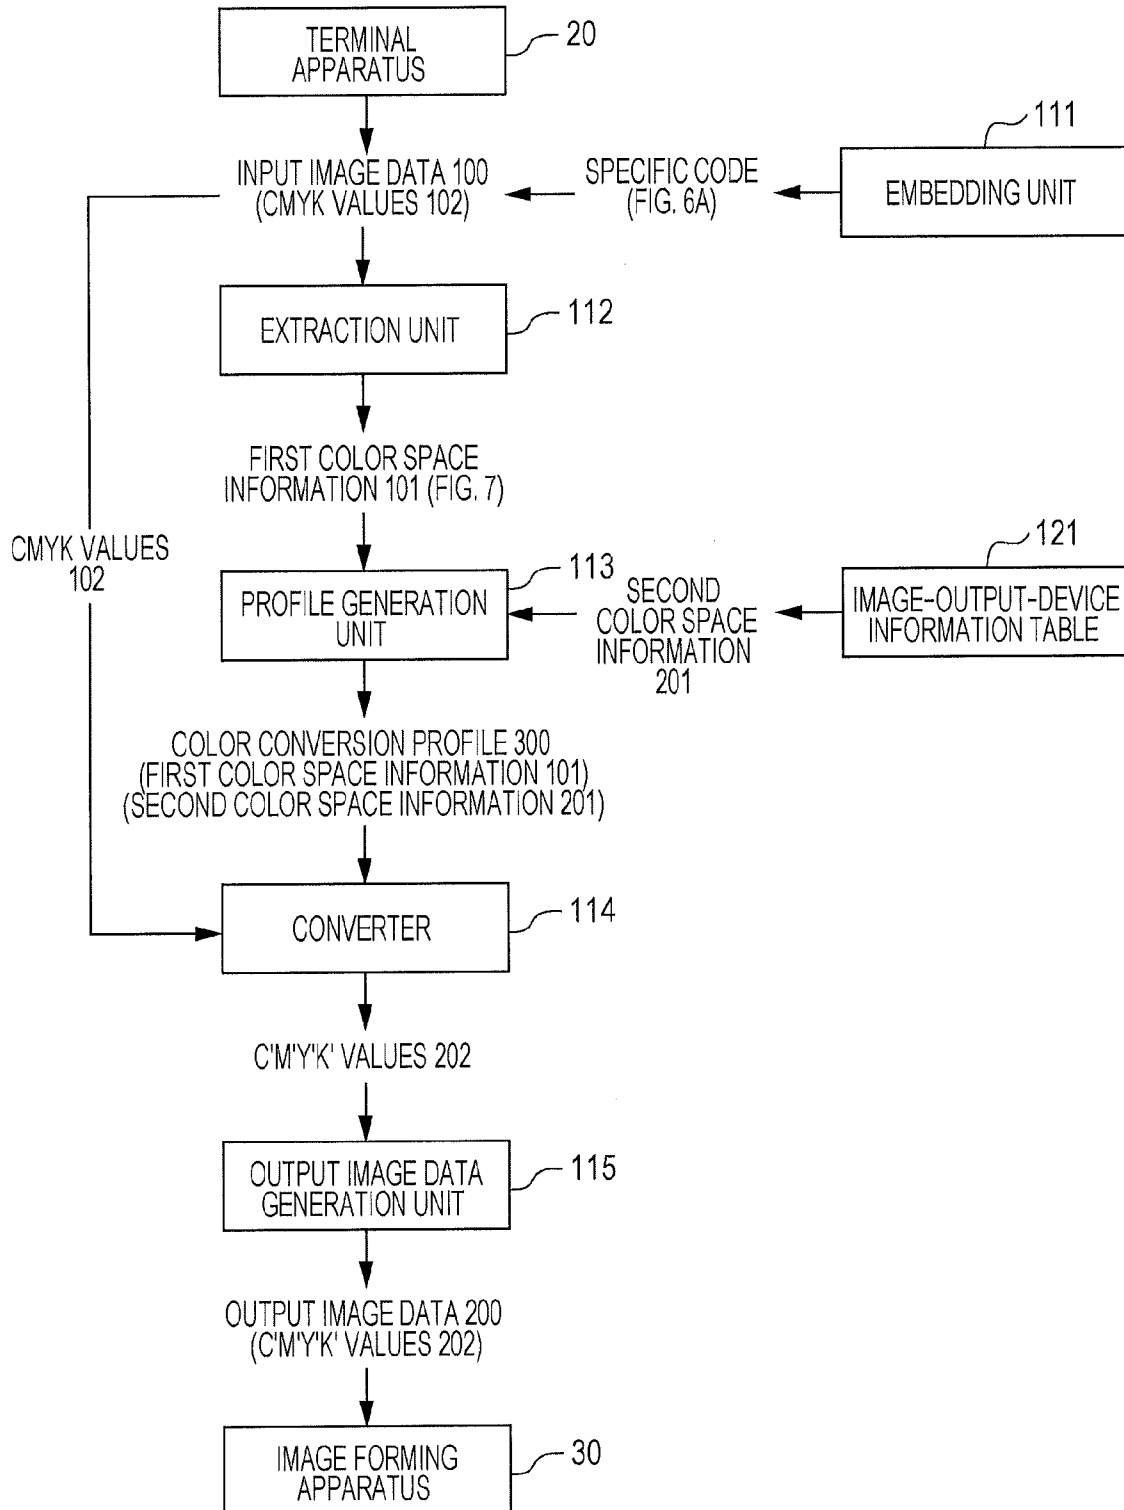 TERMINAL
APPARATUS
20
INPUT IMAGE DATA 100
(CMYK VALUES 102)
SPECIFIC CODE
(FIG. 6A)
111
EMBEDDING UNIT
EXTRACTION UNIT
112
FIRST COLOR SPACE
INFORMATION 101 (FIG. 7)
CMYK VALUES
102
PROFILE GENERATION
UNIT
113
SECOND
COLOR SPACE
INFORMATION
201
121
IMAGE-OUTPUT-DEVICE
INFORMATION TABLE
COLOR CONVERSION PROFILE 300
(FIRST COLOR SPACE INFORMATION 101)
(SECOND COLOR SPACE INFORMATION 201)
CONVERTER
114
C'M'Y'K' VALUES 202
OUTPUT IMAGE DATA
GENERATION UNIT
115
OUTPUT IMAGE DATA 200
(C'M'Y'K' VALUES 202)
IMAGE FORMING
APPARATUS
30